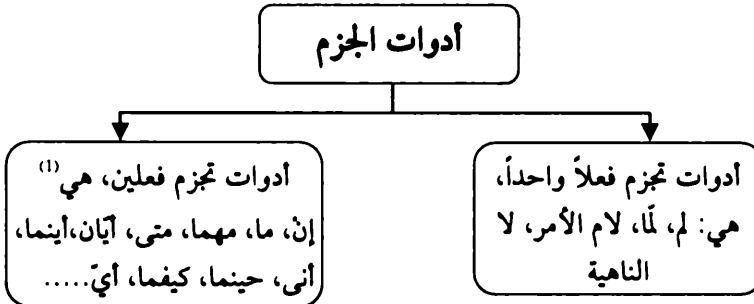 أدوات الجزم
أدوات تجزم فعلاً واحداً،
هي: لم، لمّا، لام الأمر، لا
الناهية
أدوات تجزم فعلين، هي(1)
إنْ، ما، مهما، متى، أيّان،أينما،
أنى، حينما، كيفما، أيّ.....